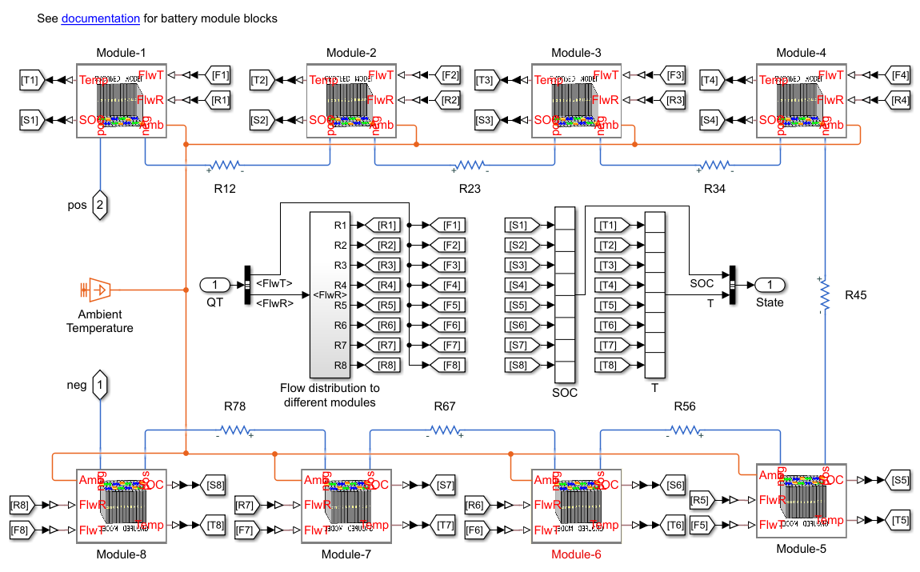 See documentation for battery module blocks
Module-1
Module-2
Module-3
Module-4
[T1] Temp FlwT [F1]
[T2] Temp FlwT [F2]
[T3] Temp FlwT [F3]
[T4] Temp FlwT [F4]
[S1] SOC FlwR [R1]
[S2] SOC FlwR [R2]
[S3] SOC FlwR [R3]
[S4] SOC FlwR [R4]
pos neg Amb
pos neg Amb
pos neg Amb
pos neg Amb
+ -
R12
+ -
R23
+ -
R34
pos 2
Ambient
Temperature
neg 1
1
QT
<FlwT>
<FlwR>
<FlwR>
R1 [R1] [F1]
R2 [R2] [F2]
R3 [R3] [F3]
R4 [R4] [F4]
R5 [R5] [F5]
R6 [R6] [F6]
R7 [R7] [F7]
R8 [R8] [F8]
Flow distribution to
different modules
[S1]
[S2]
[S3]
[S4]
[S5]
[S6]
[S7]
[S8]
SOC
[T1]
[T2]
[T3]
[T4]
[T5]
[T6]
[T7]
[T8]
T
SOC
T
1
State
+
R45
-
R78
- +
R67
- +
R56
- +
Amb neg pos SOC [S8]
[R8] FlwR
[F8] FlwT Temp [T8]
Module-8
Amb neg pos SOC [S7]
[R7] FlwR
[F7] FlwT Temp [T7]
Module-7
Amb neg pos SOC [S6]
[R6] FlwR
[F6] FlwT Temp [T6]
Module-6
Amb neg pos SOC [S5]
[R5] FlwR
[F5] FlwT Temp [T5]
Module-5